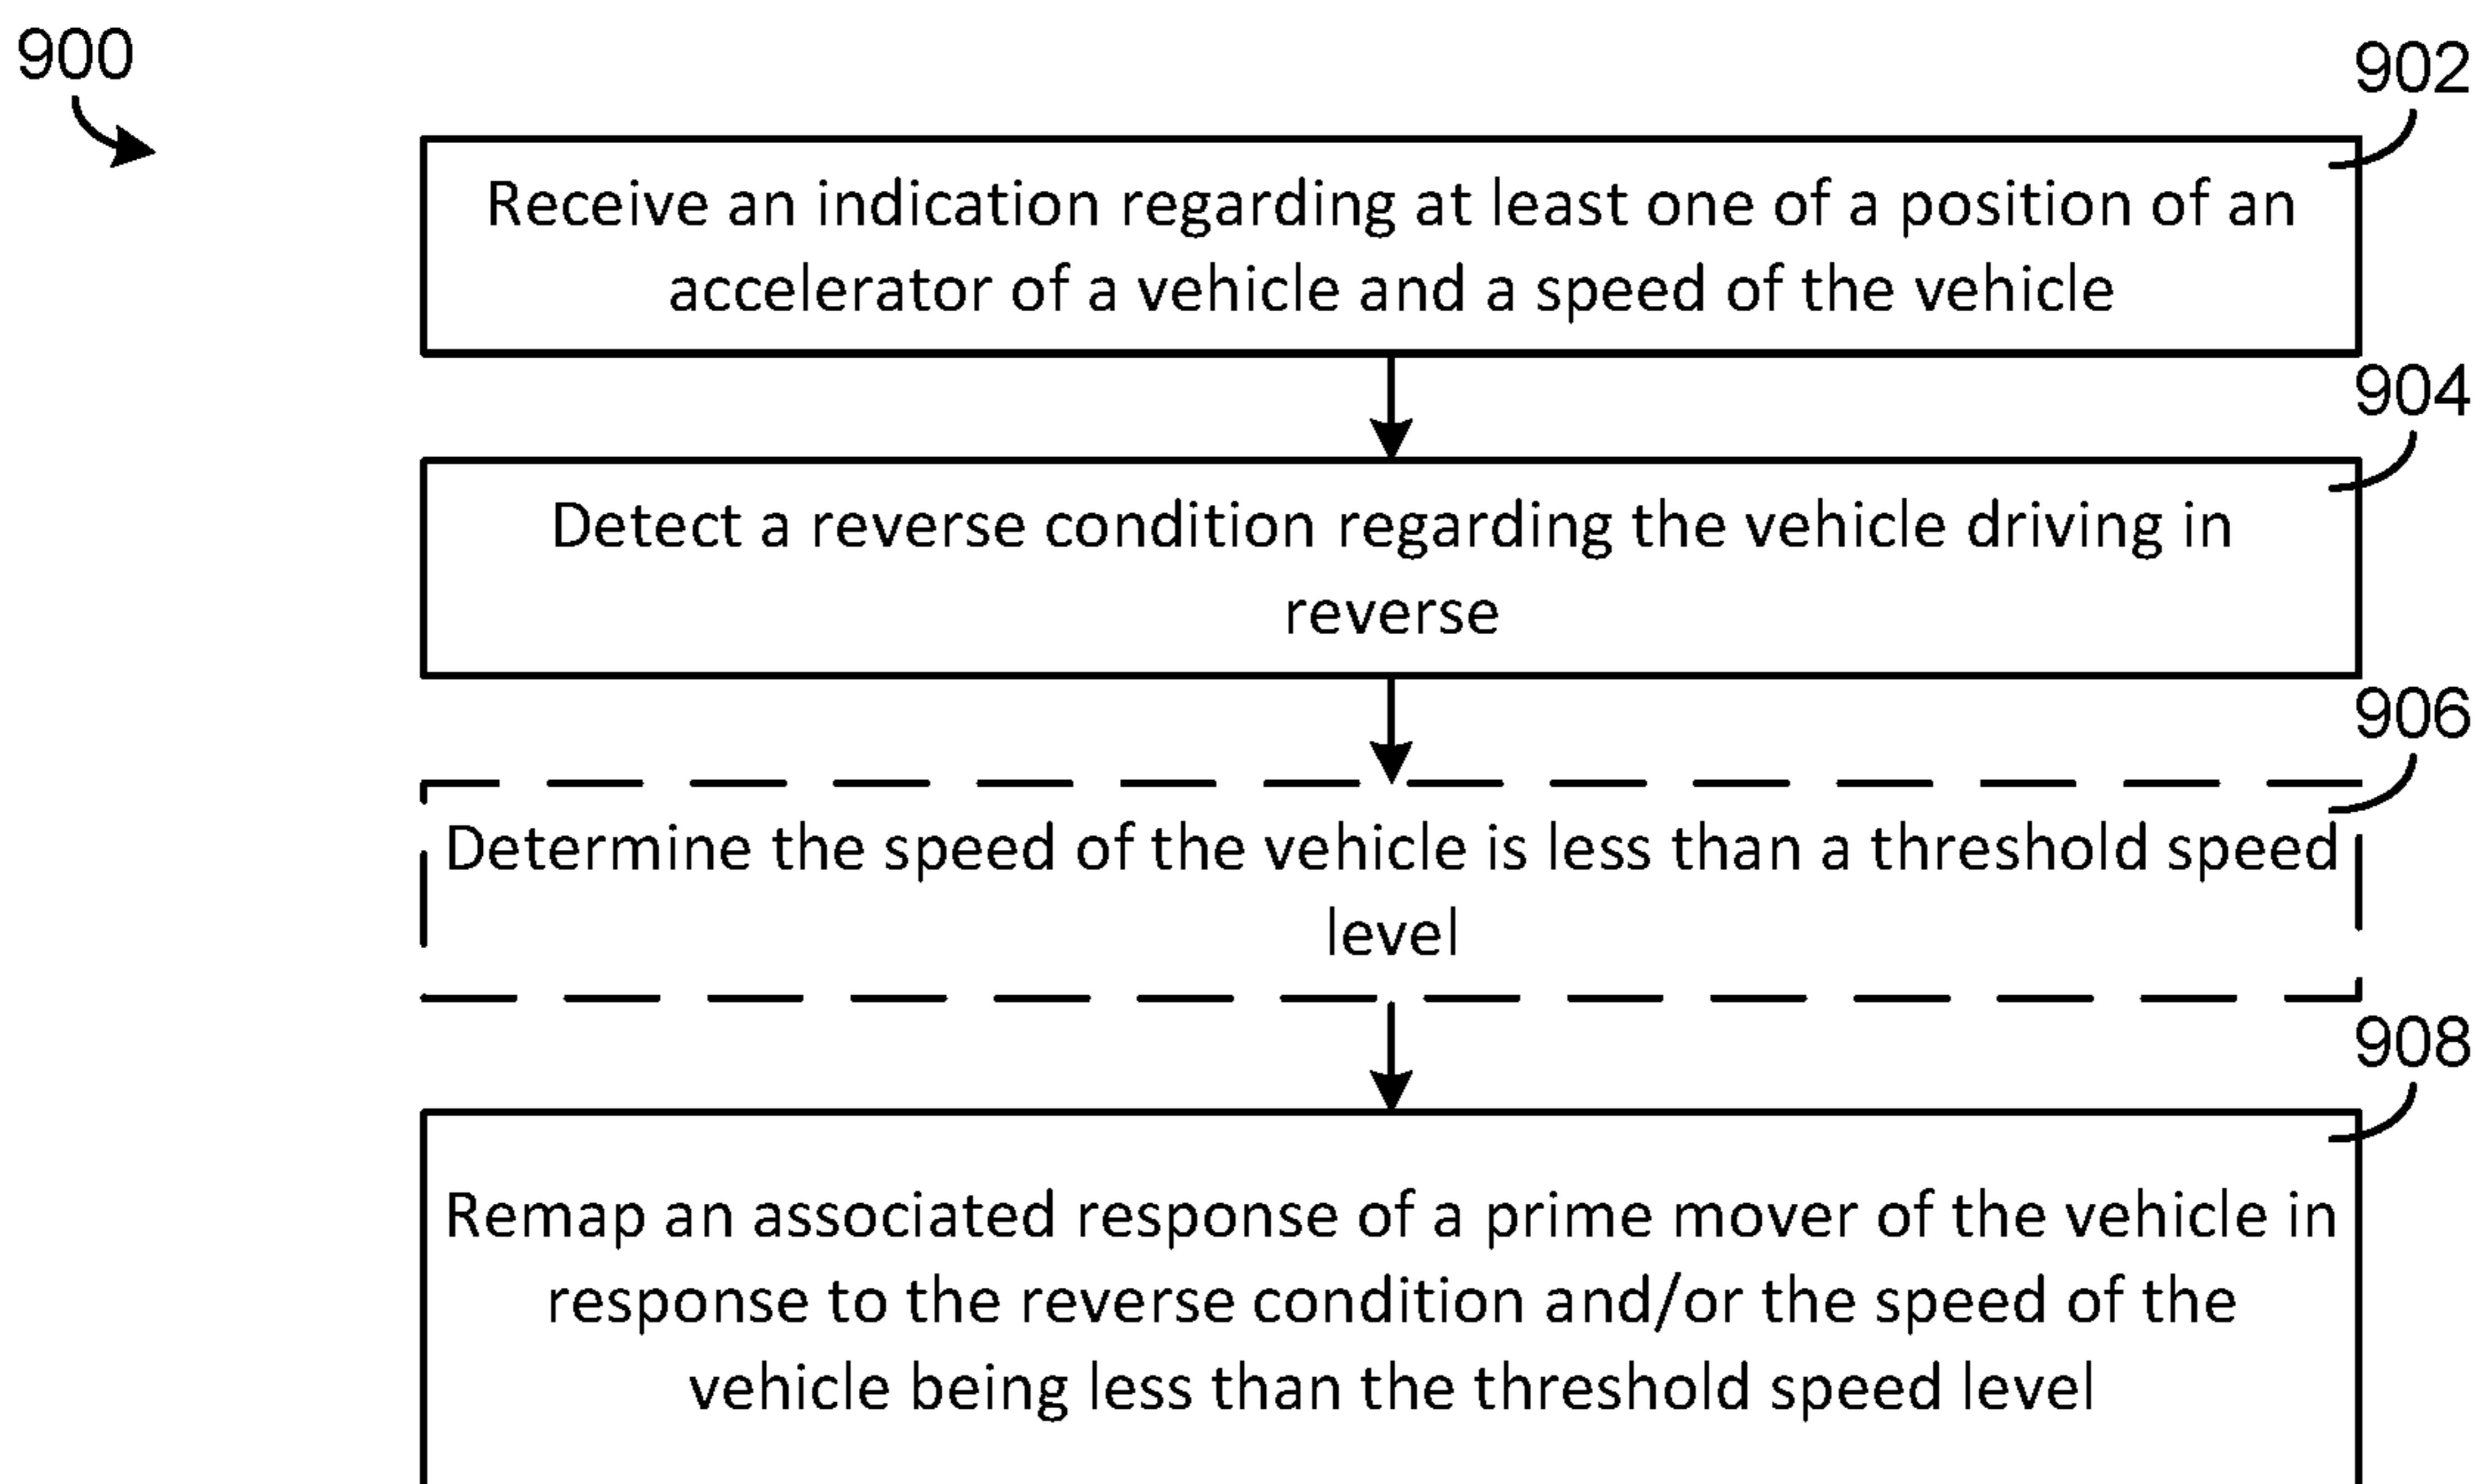 900
902
Receive an indication regarding at least one of a position of an
accelerator of a vehicle and a speed of the vehicle
904
Detect a reverse condition regarding the vehicle driving in
reverse
906
Determine the speed of the vehicle is less than a threshold speed
level
908
Remap an associated response of a prime mover of the vehicle in
response to the reverse condition and/or the speed of the
vehicle being less than the threshold speed level